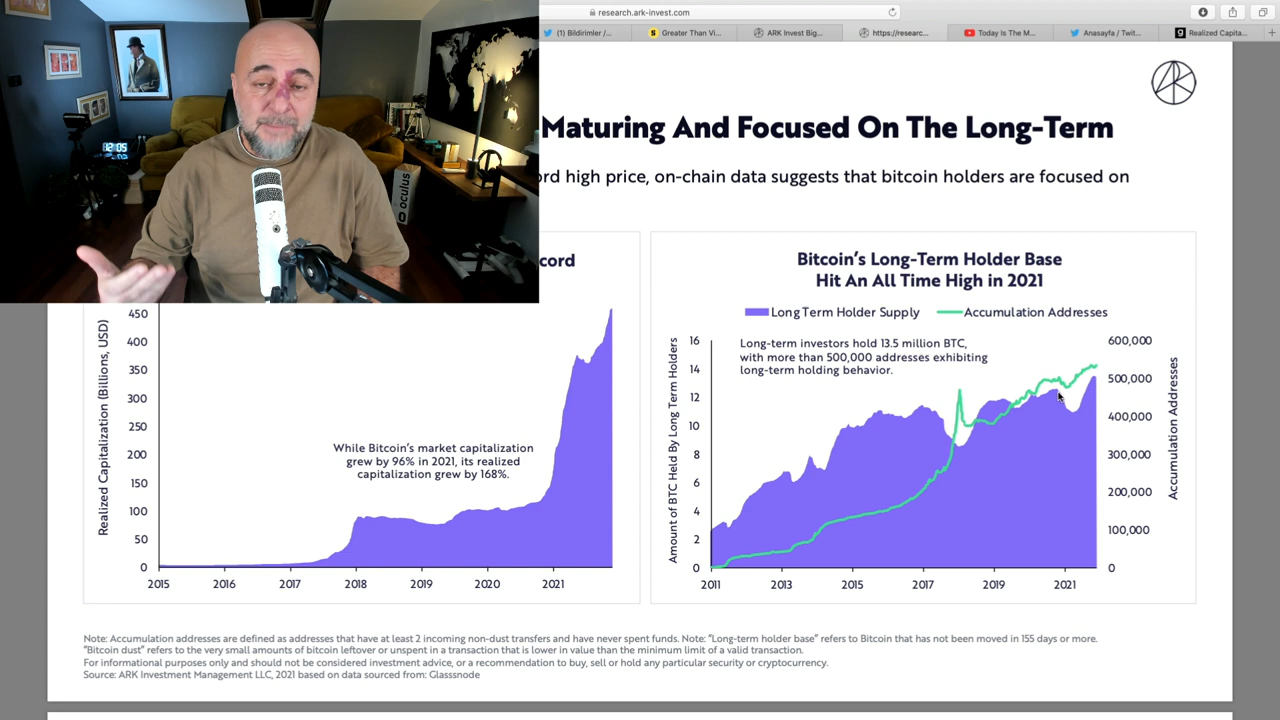 research.ark-invest.com
(1) Bildirimler /...
Greater Than Vi...
ARK Invest Big...
https://researc...
Today Is The M...
Anasayfa / Twit...
Realized Capita...
12:05
oculus
Maturing And Focused On The Long-Term
ord high price, on-chain data suggests that bitcoin holders are focused on
cord
Realized Capitalization (Billions, USD)
450
400
350
300
250
200
150
100
50
0
While Bitcoin's market capitalization
grew by 96% in 2021, its realized
capitalization grew by 168%.
2015 2016 2017 2018 2019 2020 2021
Bitcoin's Long-Term Holder Base
Hit An All Time High in 2021
Long Term Holder Supply Accumulation Addresses
Amount of BTC Held By Long Term Holders
16
14
12
10
8
6
4
2
0
Long-term investors hold 13.5 million BTC,
with more than 500,000 addresses exhibiting
long-term holding behavior.
600,000
500,000
400,000
300,000
200,000
100,000
0
Accumulation Addresses
2011 2013 2015 2017 2019 2021
Note: Accumulation addresses are defined as addresses that have at least 2 incoming non-dust transfers and have never spent funds. Note: "Long-term holder base" refers to Bitcoin that has not been moved in 155 days or more.
"Bitcoin dust" refers to the very small amounts of bitcoin leftover or unspent in a transaction that is lower in value than the minimum limit of a valid transaction.
For informational purposes only and should not be considered investment advice, or a recommendation to buy, sell or hold any particular security or cryptocurrency.
Source: ARK Investment Management LLC, 2021 based on data sourced from: Glasssnode